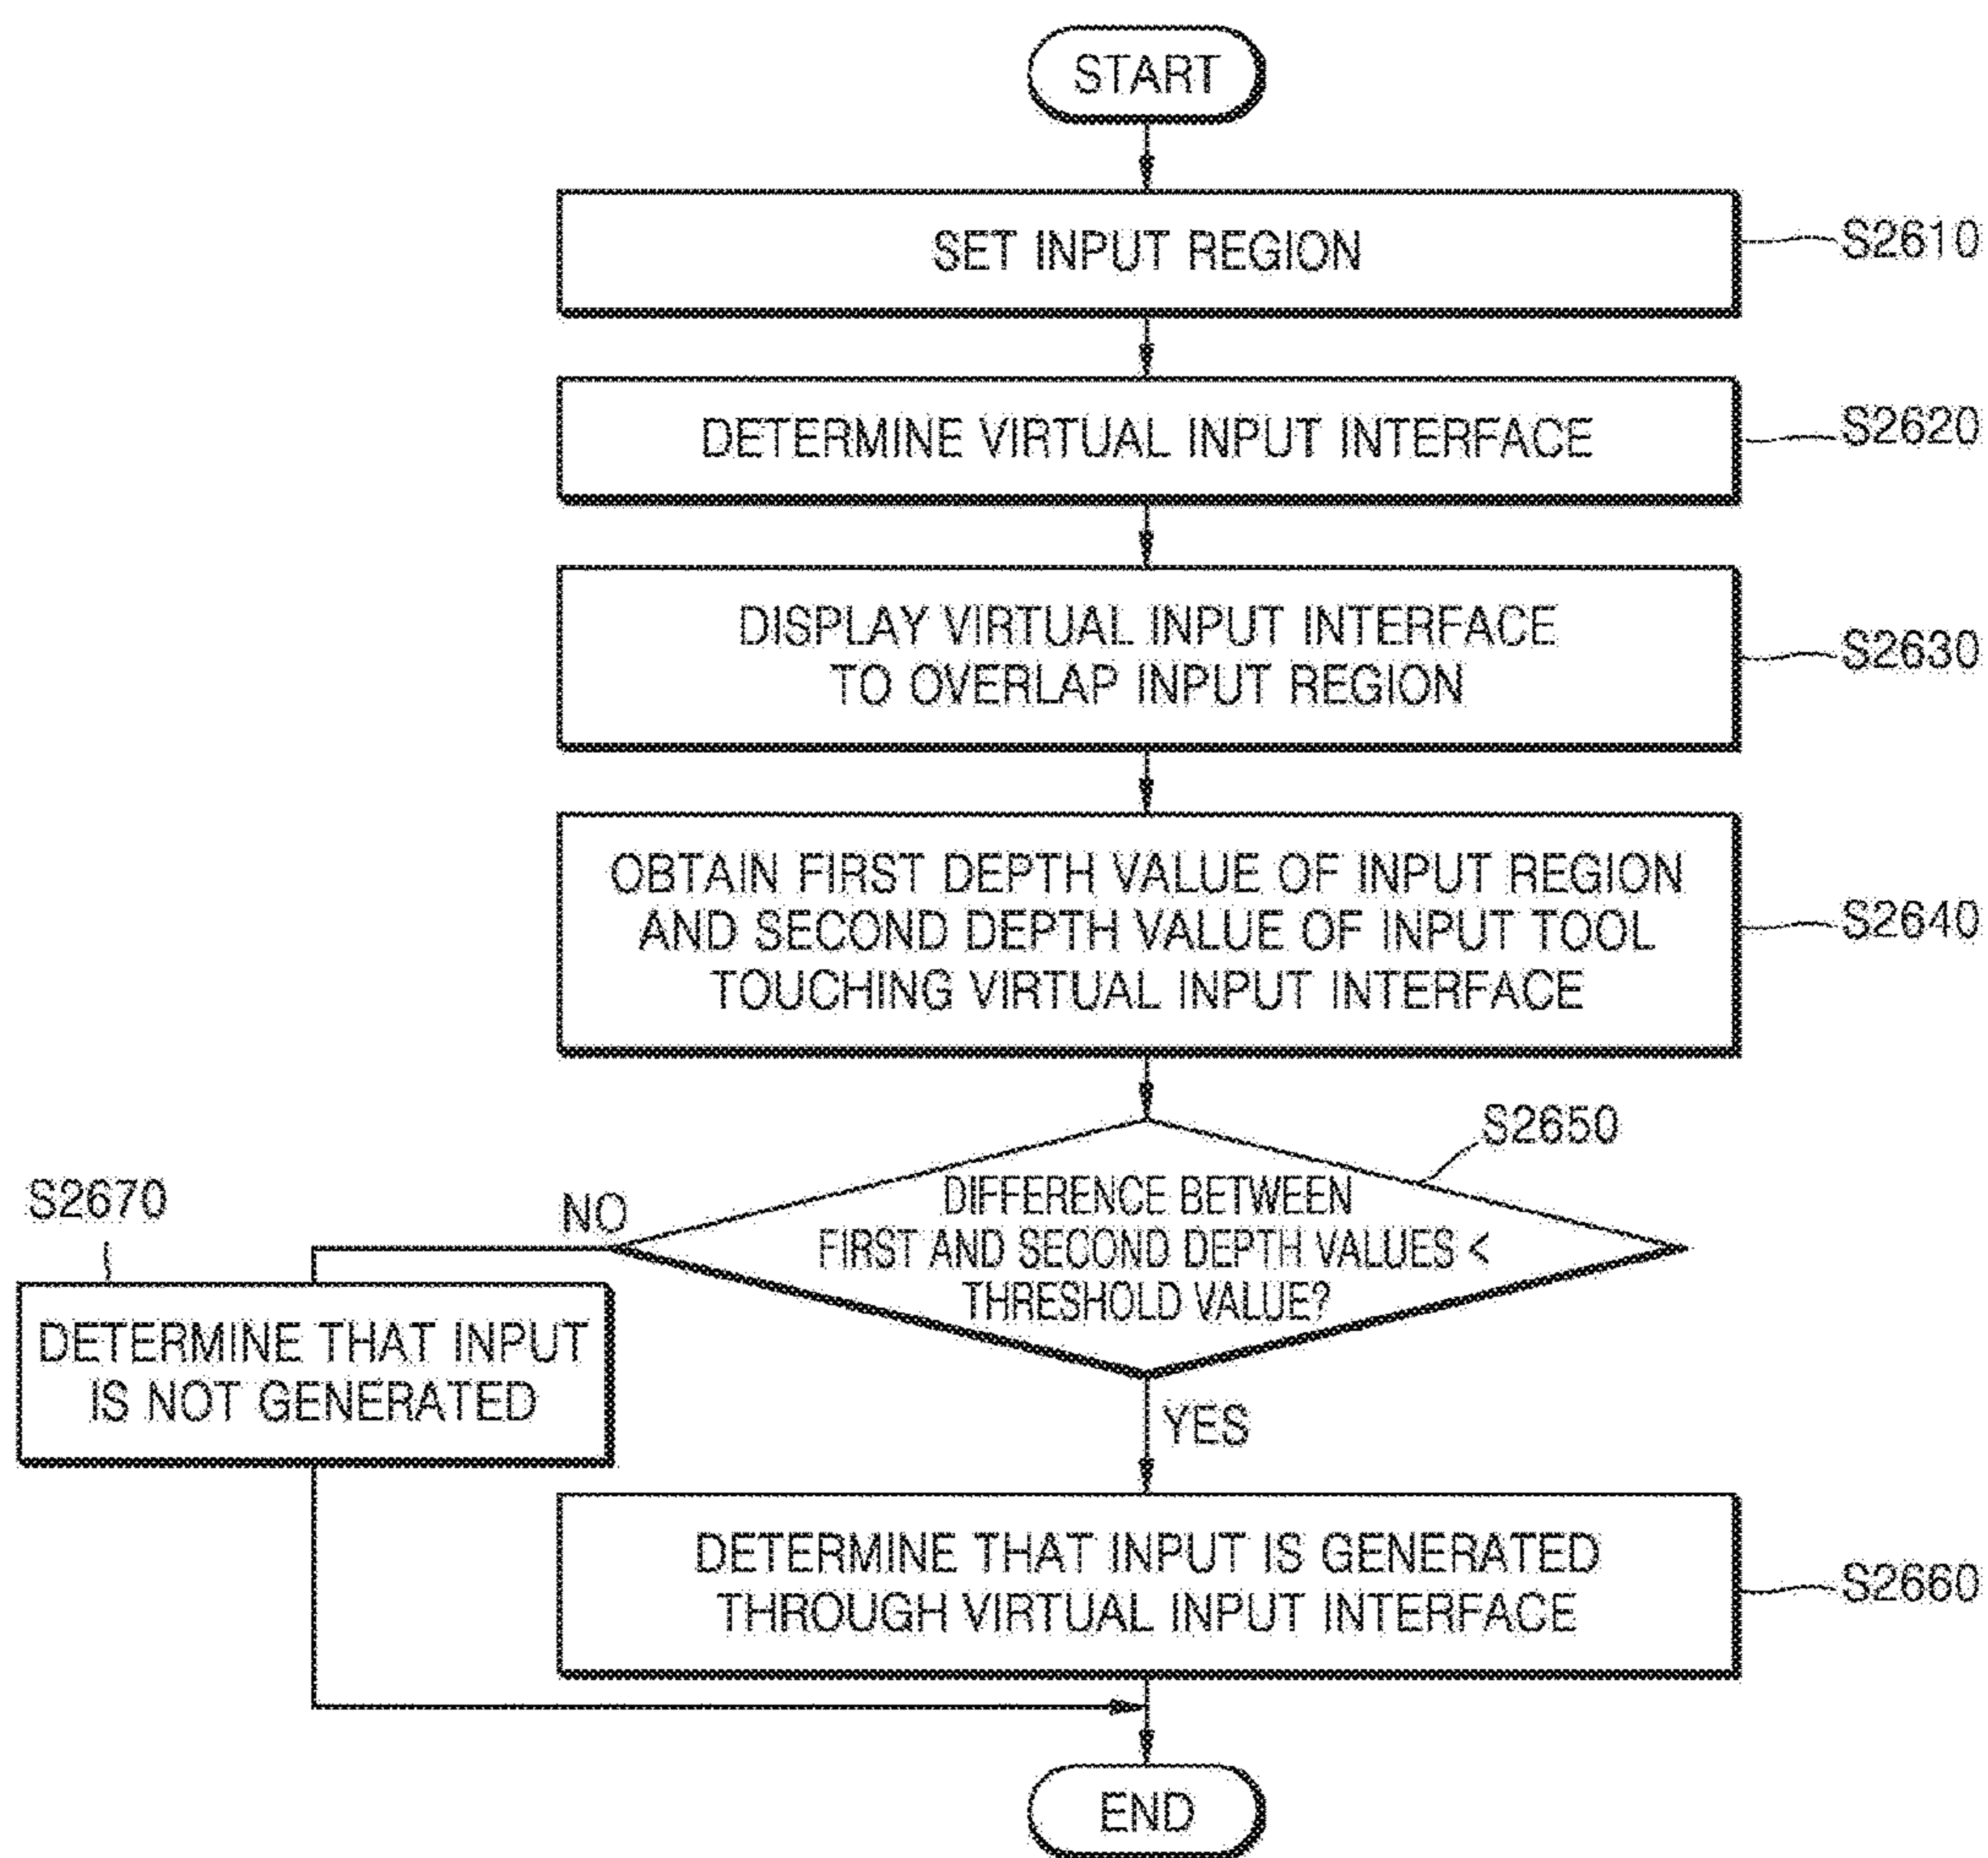 START
SET INPUT REGION
S2610
DETERMINE VIRTUAL INPUT INTERFACE
S2620
DISPLAY VIRTUAL INPUT INTERFACE
TO OVERLAP INPUT REGION
S2630
OBTAIN FIRST DEPTH VALUE OF INPUT REGION
AND SECOND DEPTH VALUE OF INPUT TOOL
TOUCHING VIRTUAL INPUT INTERFACE
S2640
S2650
DIFFERENCE BETWEEN
FIRST AND SECOND DEPTH VALUES <
THRESHOLD VALUE?
NO
S2670
DETERMINE THAT INPUT
IS NOT GENERATED
YES
DETERMINE THAT INPUT IS GENERATED
THROUGH VIRTUAL INPUT INTERFACE
S2660
END